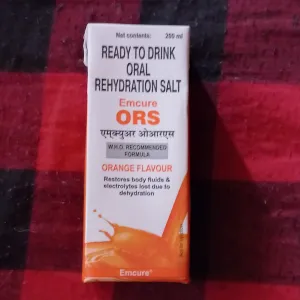 Net contents: 200 ml
READY TO DRINK
ORAL
REHYDRATION SALT
Emcure
ORS
एमक्युअर ओआरएस
W.H.O. RECOMMENDED
FORMULA
ORANGE FLAVOUR
Restores body fluids &
electrolytes lost due to
dehydration
Emcure®